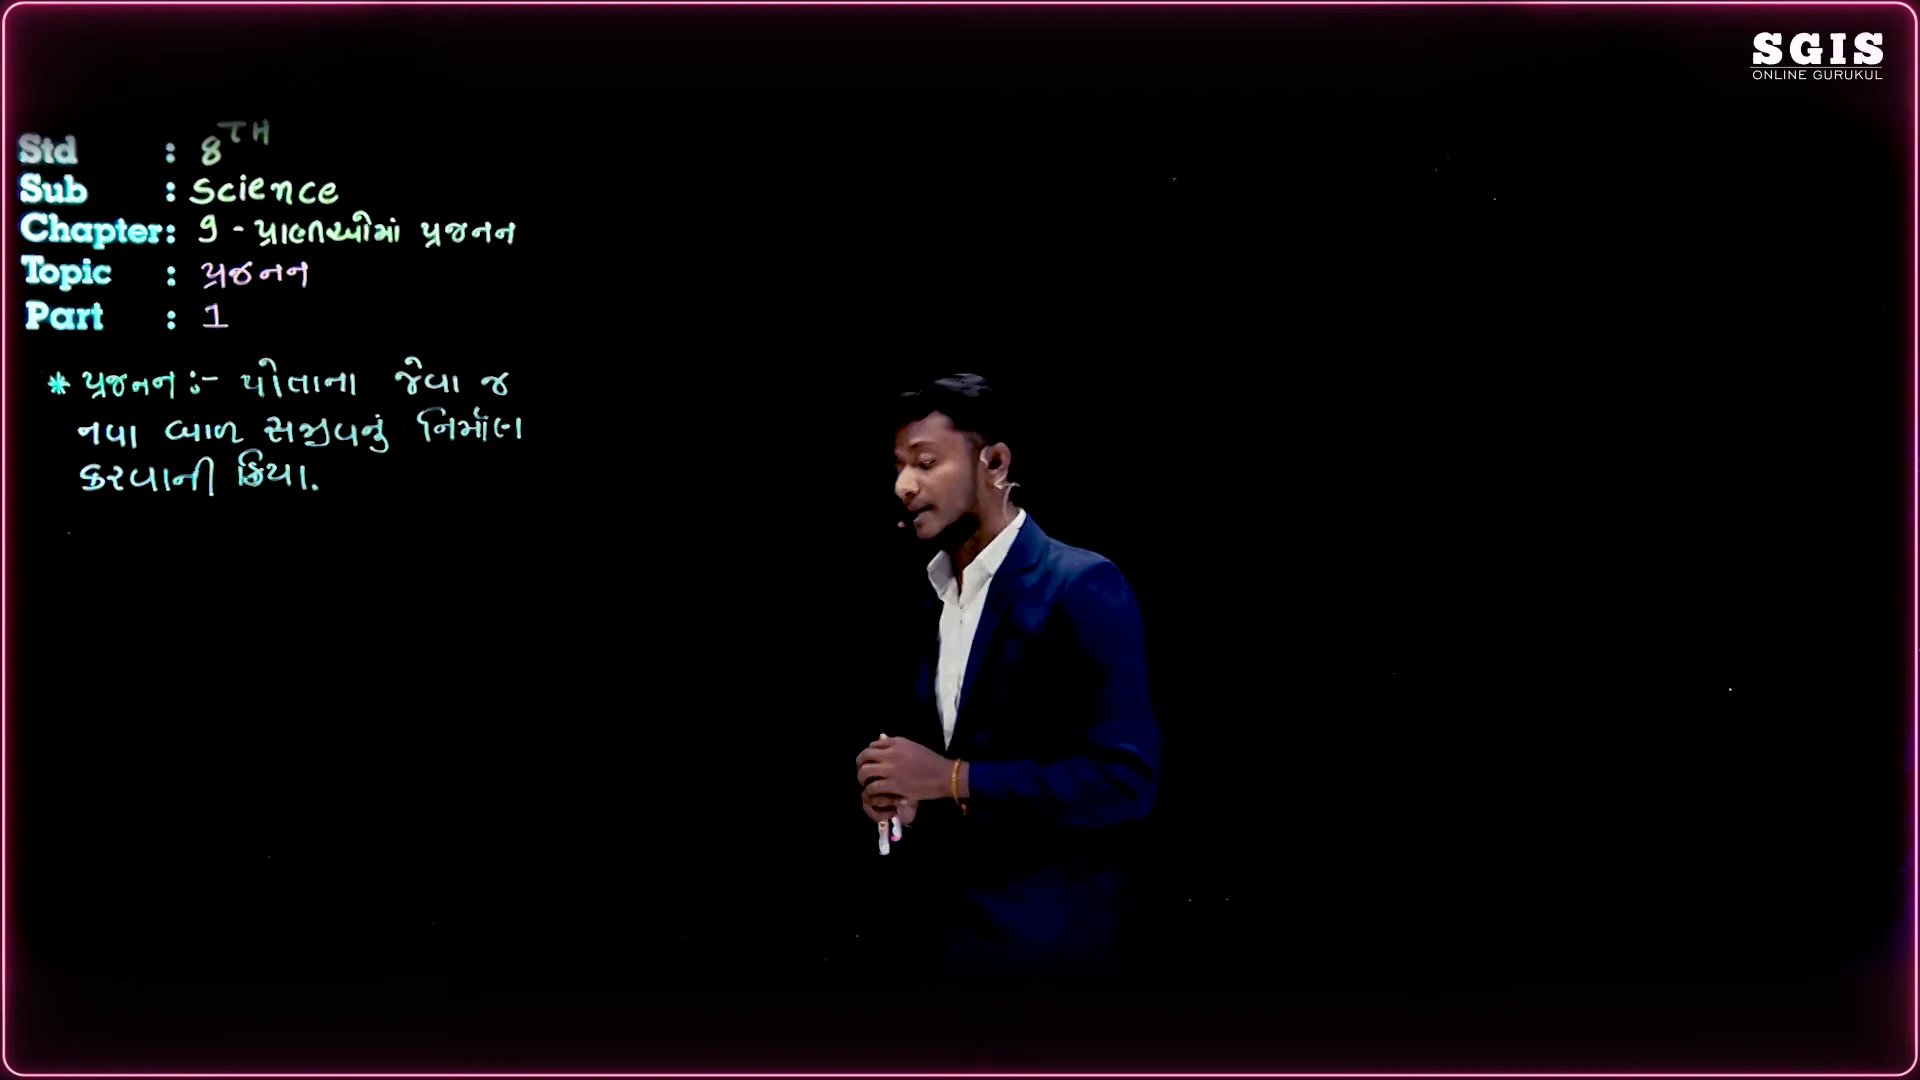 SGIS
ONLINE GURUKUL
Std : 8TH
Sub : Science
Chapter: 9 - પ્રાણીઓમાં પ્રજનન
Topic : પ્રજનન
Part : 1
* પ્રજનન :- પોતાના જેવા જ
નવા બાળ સજીવનું નિર્માણ
કરવાની ક્રિયા.